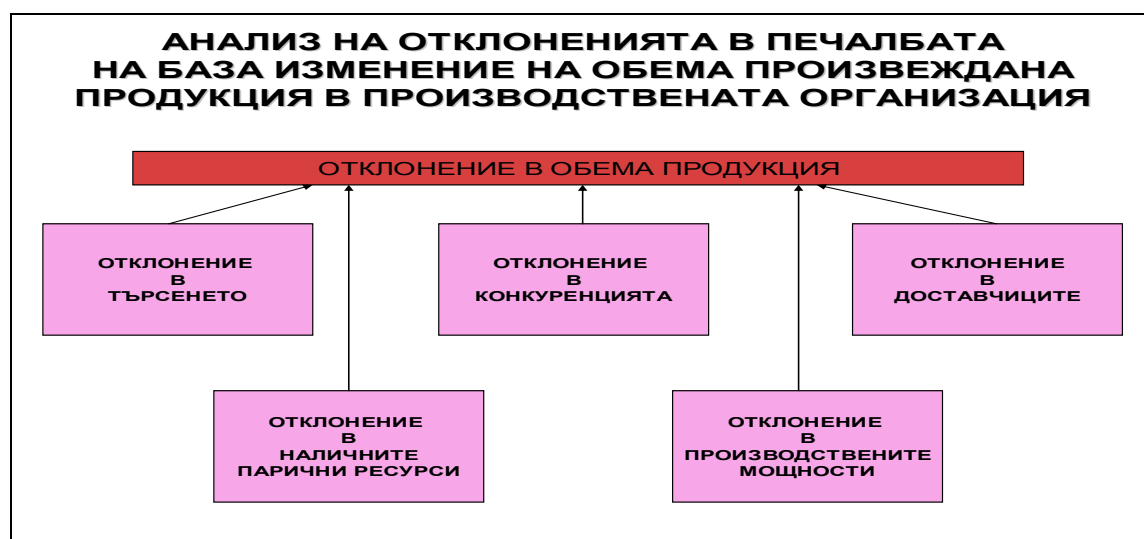 АНАЛИЗ НА ОТКЛОНЕНИЯТА В ПЕЧАЛБАТА
НА БАЗА ИЗМЕНЕНИЕ НА ОБЕМА ПРОИЗВЕЖДАНА
ПРОДУКЦИЯ В ПРОИЗВОДСТВЕНАТА ОРГАНИЗАЦИЯ
ОТКЛОНЕНИЕ В ОБЕМА ПРОДУКЦИЯ
ОТКЛОНЕНИЕ
В
ТЪРСЕНЕТО
ОТКЛОНЕНИЕ
В
КОНКУРЕНЦИЯТА
ОТКЛОНЕНИЕ
В
ДОСТАВЧИЦИТЕ
ОТКЛОНЕНИЕ
В
НАЛИЧНИТЕ
ПАРИЧНИ РЕСУРСИ
ОТКЛОНЕНИЕ
В
ПРОИЗВОДСТВЕНИТЕ
МОЩНОСТИ